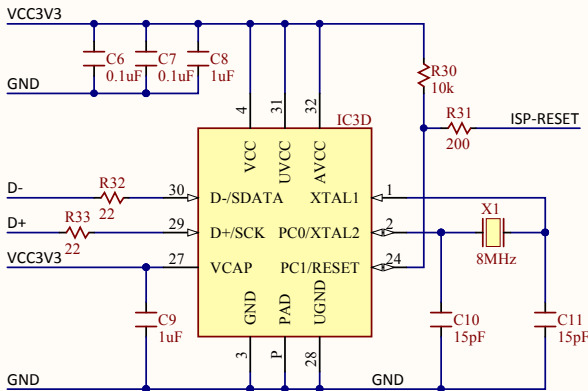 VCC3V3
C6
0.1uF
C7
0.1uF
C8
1uF
GND
R30
10k
R31
200
ISP-RESET
4
31
32
IC3D
VCC
UVCC
AVCC
D-
R32
22
30
D-/SDATA
XTAL1
1
D+
R33
22
29
D+/SCK
PC0/XTAL2
2
X1
8MHz
VCC3V3
27
VCAP
PC1/RESET
24
GND
PAD
UGND
C9
1uF
C10
15pF
C11
15pF
3
P
28
GND
GND